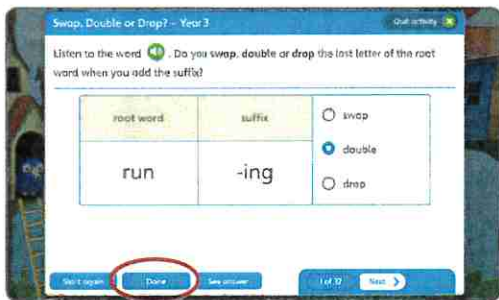 Swap, Double or Drop? - Year 3
Quit activity
Listen to the word . Do you swap, double or drop the last letter of the root
word when you add the suffix?
root word
suffix
swap
double
drop
run
-ing
Start again
Done
See answer
1 of 12
Next